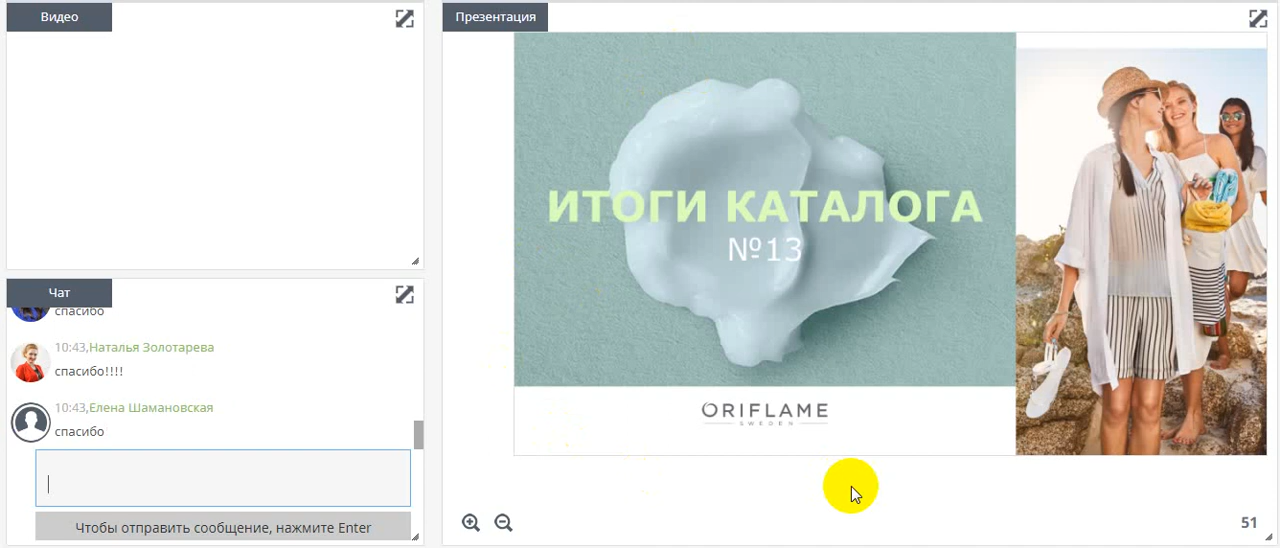 Видео
Чат
спасибо
10:43,Наталья Золотарева
спасибо!!!!
10:43,Елена Шамановская
спасибо
Чтобы отправить сообщение, нажмите Enter
Презентация
ИТОГИ КАТАЛОГА
№13
ORIFLAME
SWEDEN
51